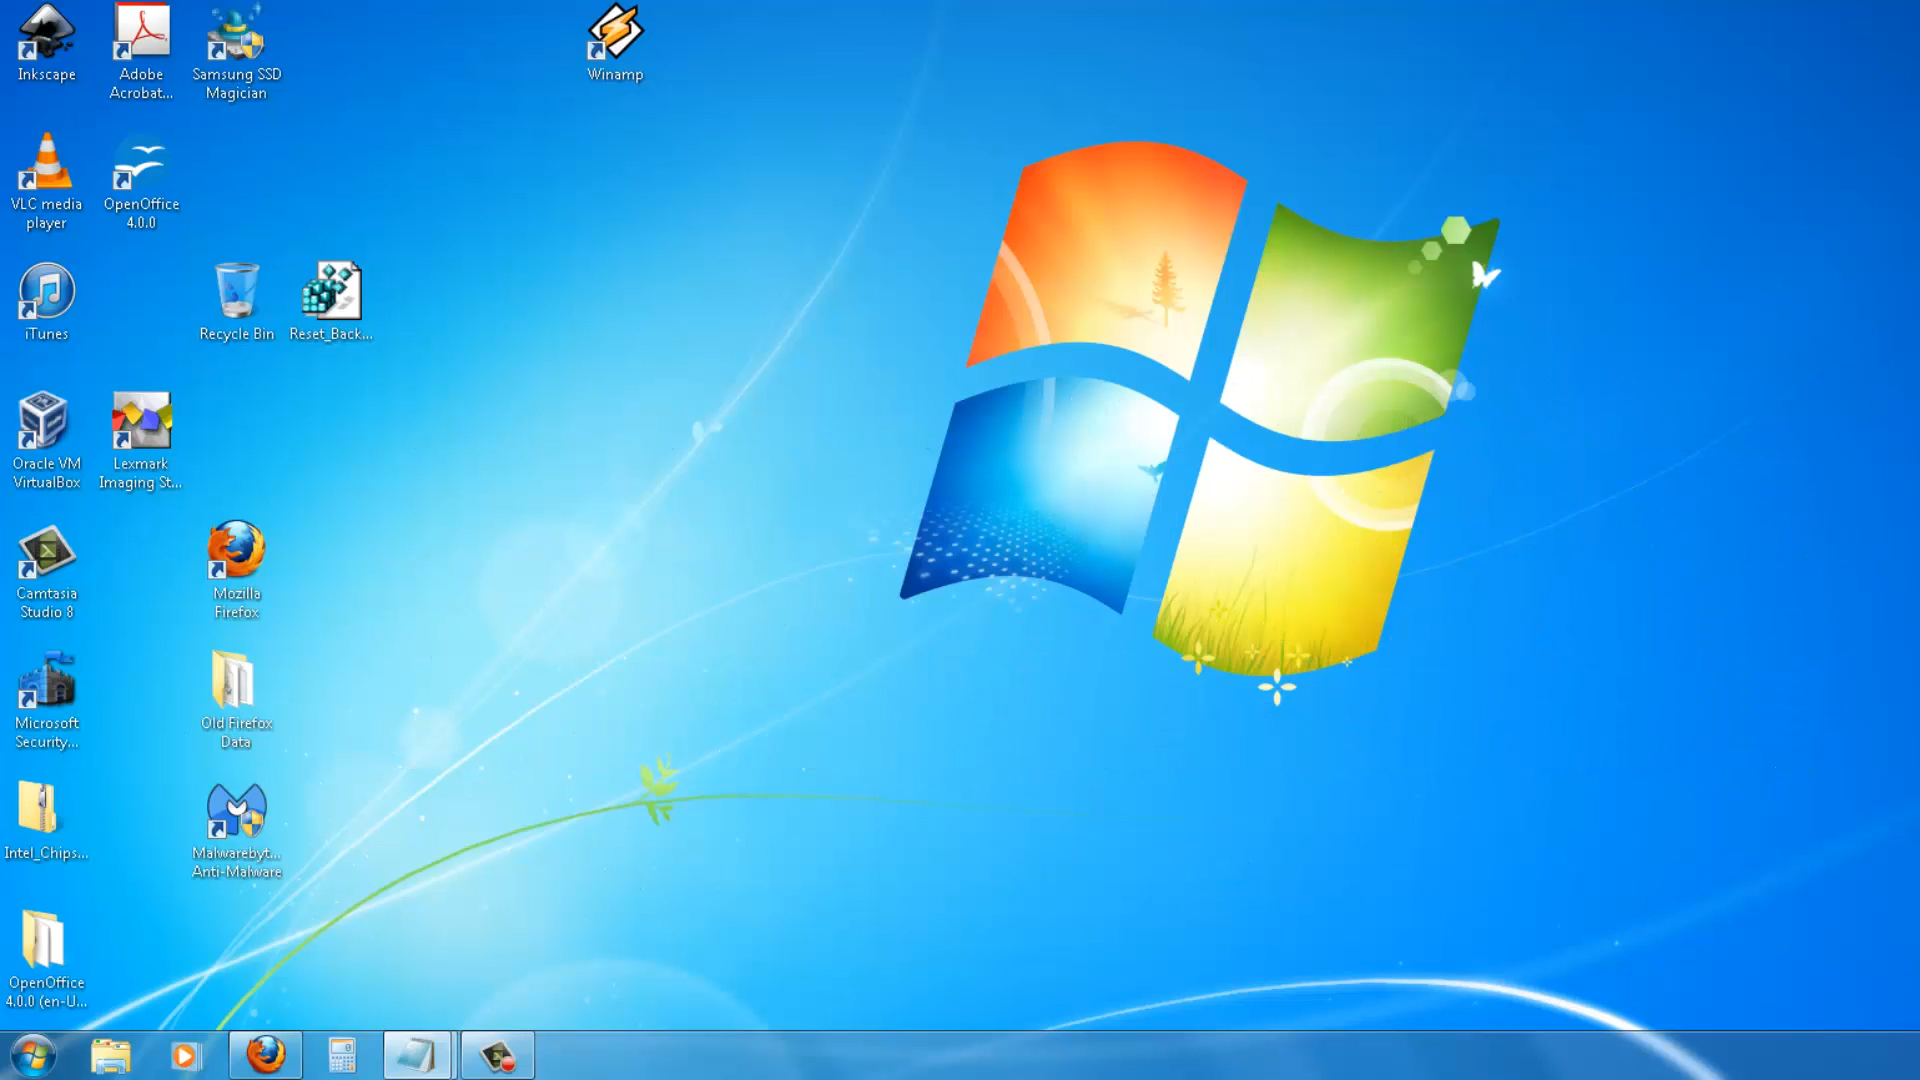 Inkscape
Adobe
Acrobat...
Samsung SSD
Magician
Winamp
VLC media
player
OpenOffice
4.0.0
iTunes
Recycle Bin
Reset_Back...
Oracle VM
VirtualBox
Lexmark
Imaging St...
Camtasia
Studio 8
Mozilla
Firefox
Microsoft
Security...
Old Firefox
Data
Intel_Chips...
Malwarebyt...
Anti-Malware
OpenOffice
4.0.0 (en-U...